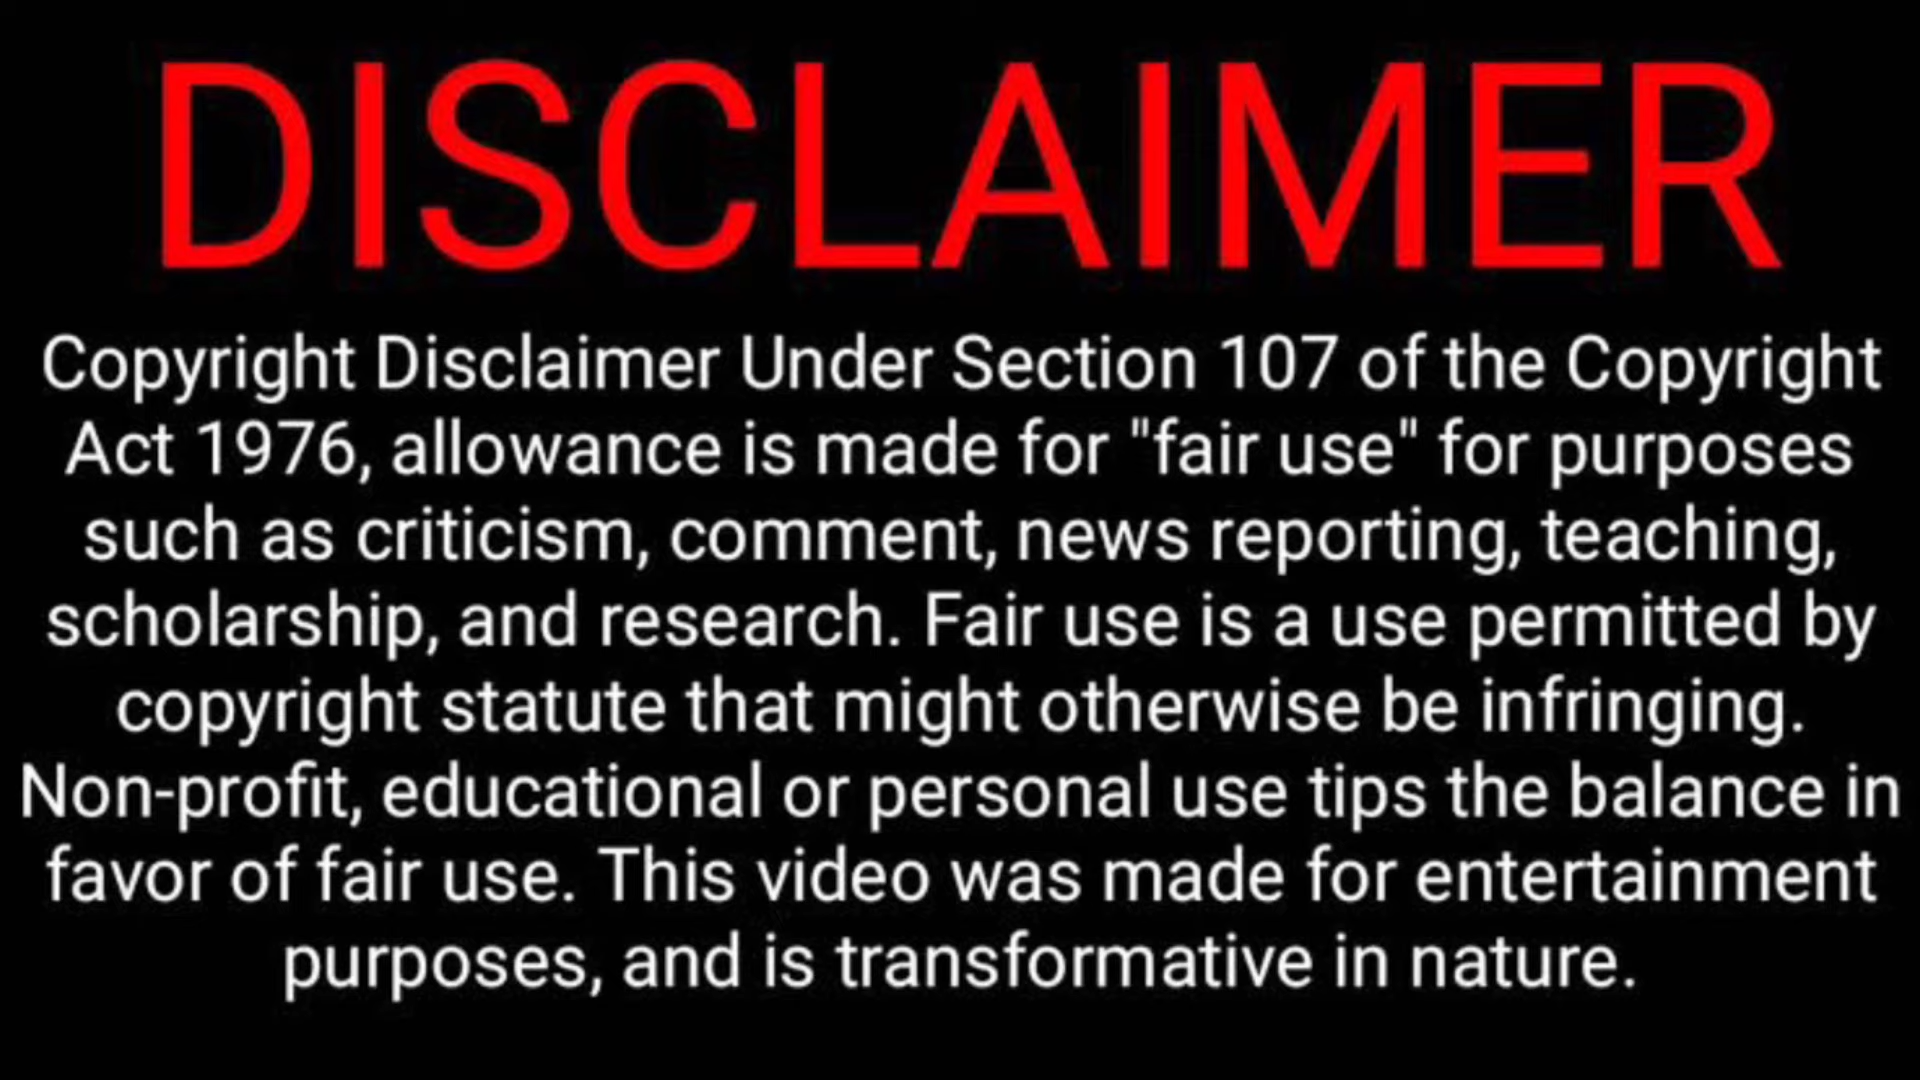 DISCLAIMER
Copyright Disclaimer Under Section 107 of the Copyright
Act 1976, allowance is made for "fair use" for purposes
such as criticism, comment, news reporting, teaching,
scholarship, and research. Fair use is a use permitted by
copyright statute that might otherwise be infringing.
Non-profit, educational or personal use tips the balance in
favor of fair use. This video was made for entertainment
purposes, and is transformative in nature.